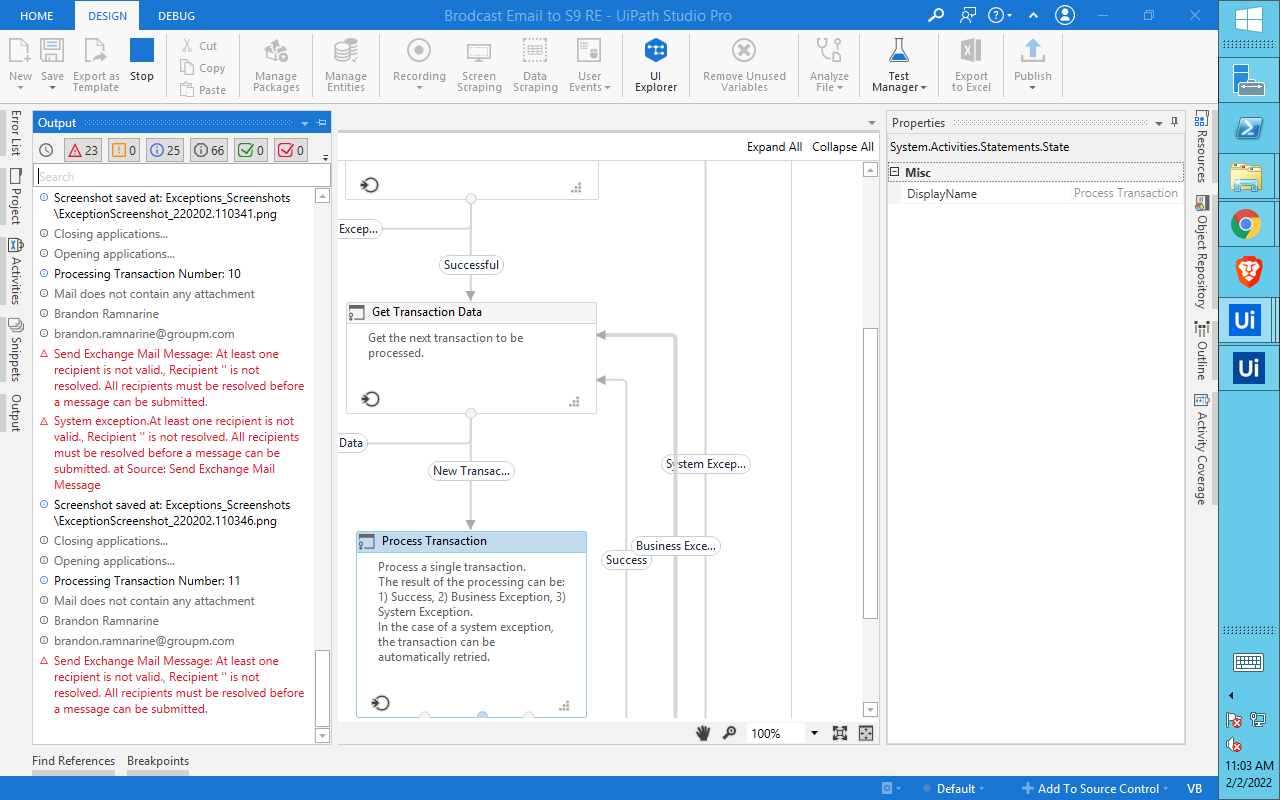 HOME DESIGN DEBUG Brodcast Email to S9 RE - UiPath Studio Pro
New Save Export as Template Stop
Cut
Copy
Paste
Manage Packages
Manage Entities
Recording
Screen Scraping
Data Scraping
User Events
UI Explorer
Remove Unused Variables
Analyze File
Test Manager
Export to Excel
Publish
Error List
Project
Activities
Snippets
Output
Output
23 0 25 66 0 0
Search
Screenshot saved at: Exceptions_Screenshots
\ExceptionScreenshot_220202.110341.png
Closing applications...
Opening applications...
Processing Transaction Number: 10
Mail does not contain any attachment
Brandon Ramnarine
brandon.ramnarine@groupm.com
Send Exchange Mail Message: At least one
recipient is not valid., Recipient '' is not
resolved. All recipients must be resolved before
a message can be submitted.
System exception.At least one recipient is not
valid., Recipient '' is not resolved. All recipients
must be resolved before a message can be
submitted. at Source: Send Exchange Mail
Message
Screenshot saved at: Exceptions_Screenshots
\ExceptionScreenshot_220202.110346.png
Closing applications...
Opening applications...
Processing Transaction Number: 11
Mail does not contain any attachment
Brandon Ramnarine
brandon.ramnarine@groupm.com
Send Exchange Mail Message: At least one
recipient is not valid., Recipient '' is not
resolved. All recipients must be resolved before
a message can be submitted.
Find References Breakpoints
Expand All Collapse All
Excep...
Successful
Get Transaction Data
Get the next transaction to be
processed.
Data
New Transac...
System Excep...
Business Exce...
Success
Process Transaction
Process a single transaction.
The result of the processing can be:
1) Success, 2) Business Exception, 3)
System Exception.
In the case of a system exception,
the transaction can be
automatically retried.
100%
Properties
System.Activities.Statements.State
Misc
DisplayName Process Transaction
Resources
Object Repository
Outline
Activity Coverage
Default Add To Source Control VB
Ui
Ui
11:03 AM
2/2/2022